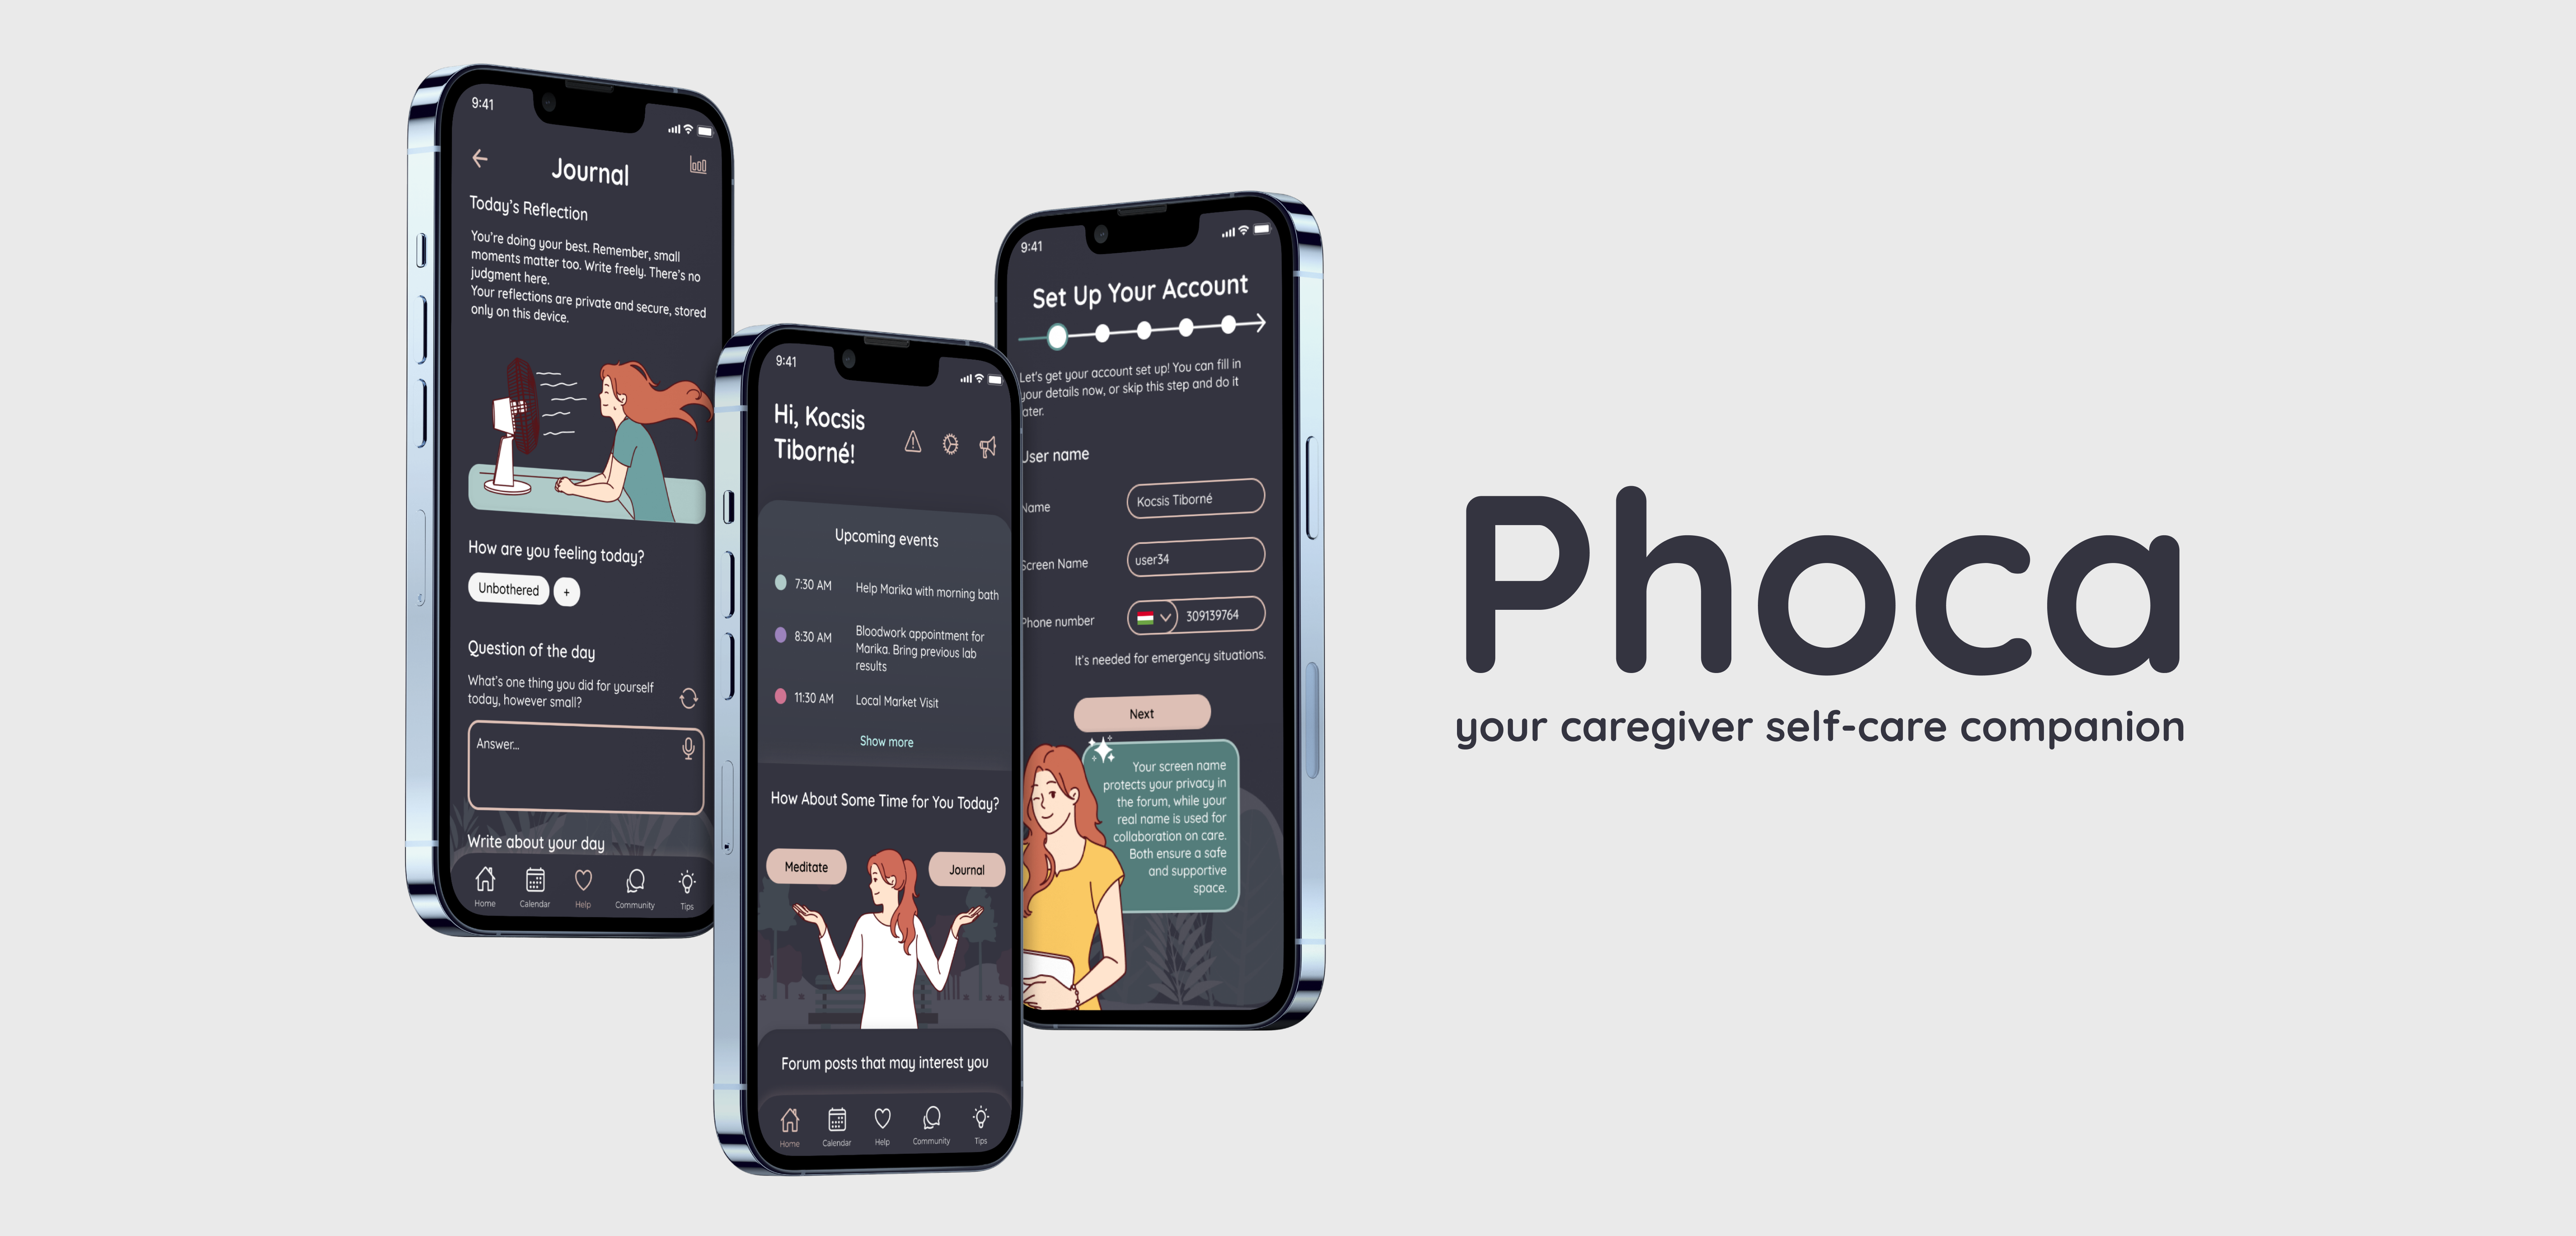 9:41
Journal
Today's Reflection
You're doing your best. Remember, small
moments matter too. Write freely. There's no
judgment here.
Your reflections are private and secure, stored
only on this device.
How are you feeling today?
Unbothered +
Question of the day
What's one thing you did for yourself
today, however small?
Answer...
Write about your day
Home Calendar Help Community Tips
9:41
Hi, Kocsis
Tiborné!
Upcoming events
7:30 AM Help Marika with morning bath
8:30 AM Bloodwork appointment for
Marika. Bring previous lab
results
11:30 AM Local Market Visit
Show more
How About Some Time for You Today?
Meditate Journal
Forum posts that may interest you
Home Calendar Help Community Tips
9:41
Set Up Your Account
Let's get your account set up! You can fill in
your details now, or skip this step and do it
later.
User name
Name Kocsis Tiborné
Screen Name user34
Phone number 309139764
It's needed for emergency situations.
Next
Your screen name
protects your privacy in
the forum, while your
real name is used for
collaboration on care.
Both ensure a safe
and supportive
space.
Phoca
your caregiver self-care companion